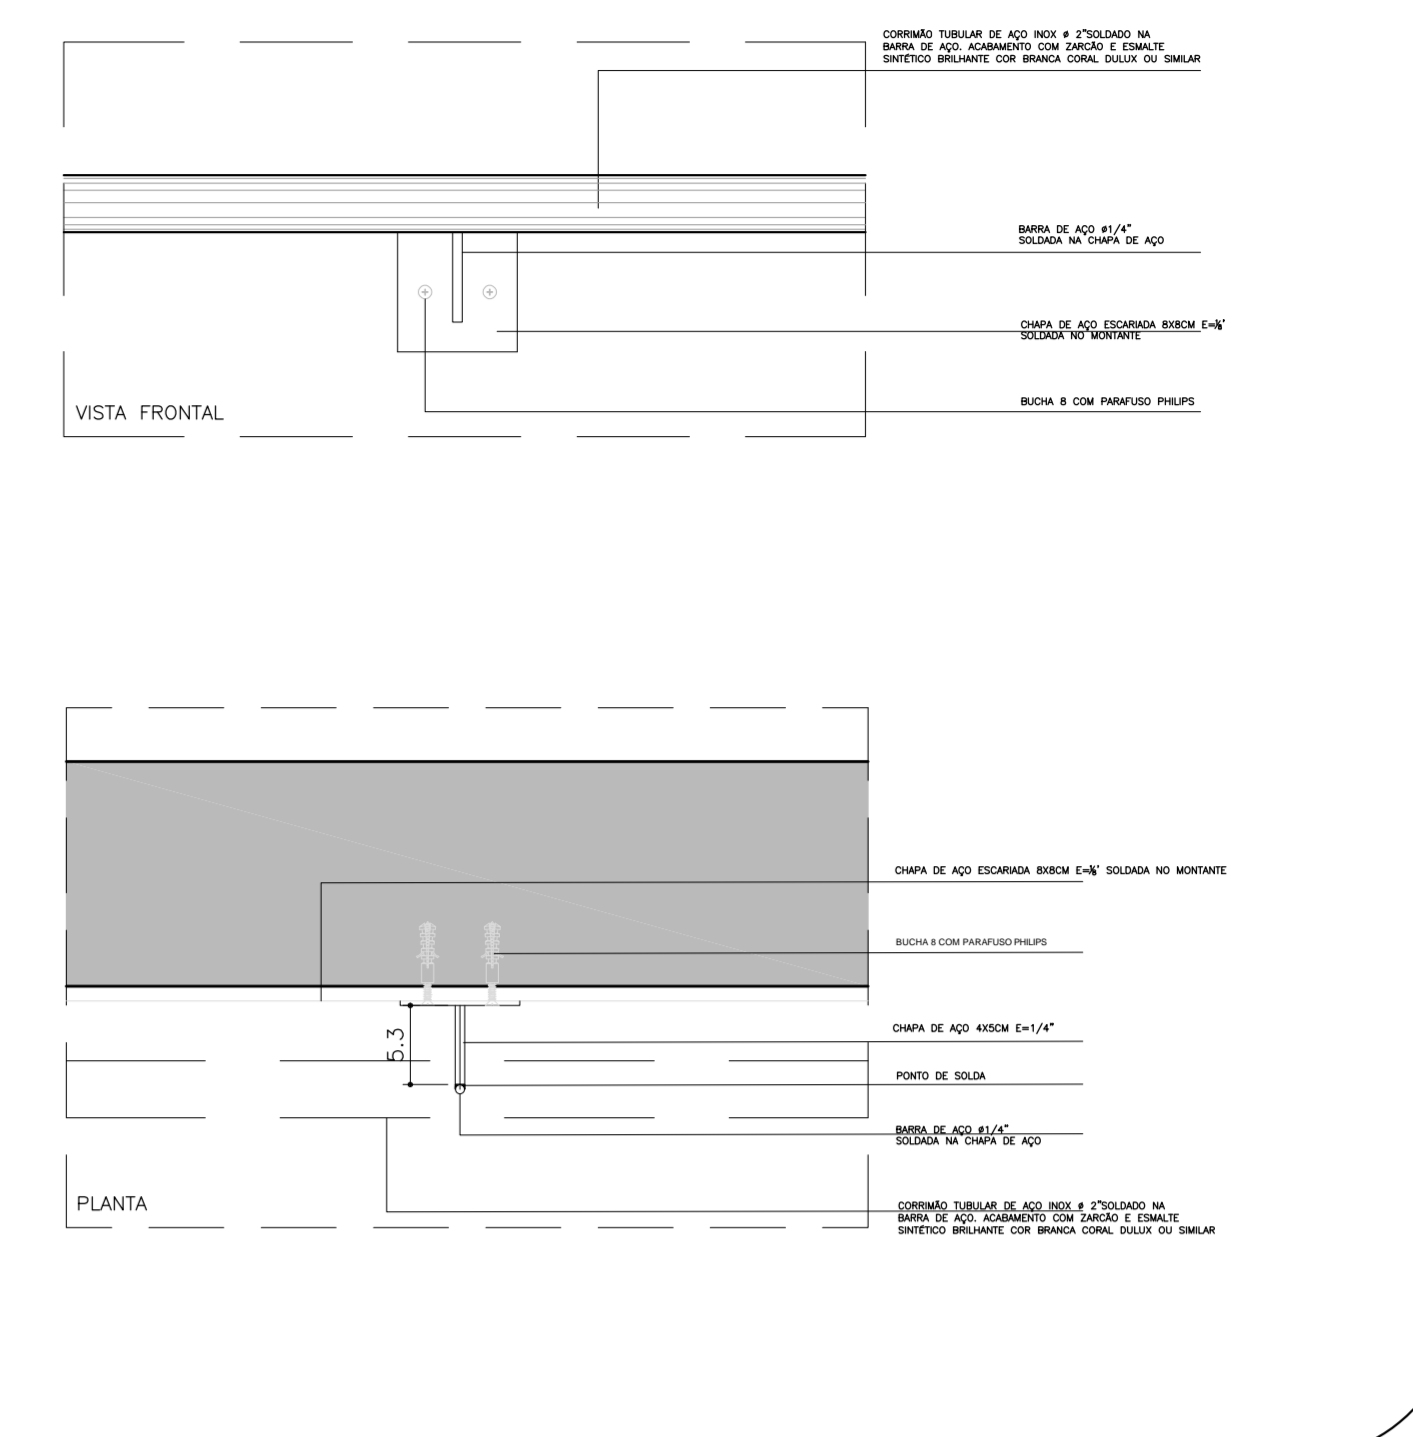 CORRIMÃO TUBULAR DE AÇO INOX ø 2"SOLDADO NA
BARRA DE AÇO. ACABAMENTO COM ZARCÃO E ESMALTE
SINTÉTICO BRILHANTE COR BRANCA CORAL DULUX OU SIMILAR
BARRA DE AÇO ø1/4"
SOLDADA NA CHAPA DE AÇO
CHAPA DE AÇO ESCARIADA 8X8CM E=⅛'
SOLDADA NO MONTANTE
BUCHA 8 COM PARAFUSO PHILIPS
VISTA FRONTAL
CHAPA DE AÇO ESCARIADA 8X8CM E=⅛' SOLDADA NO MONTANTE
BUCHA 8 COM PARAFUSO PHILIPS
5.3
CHAPA DE AÇO 4X5CM E=1/4"
PONTO DE SOLDA
BARRA DE AÇO ø1/4"
SOLDADA NA CHAPA DE AÇO
PLANTA
CORRIMÃO TUBULAR DE AÇO INOX ø 2"SOLDADO NA
BARRA DE AÇO. ACABAMENTO COM ZARCÃO E ESMALTE
SINTÉTICO BRILHANTE COR BRANCA CORAL DULUX OU SIMILAR